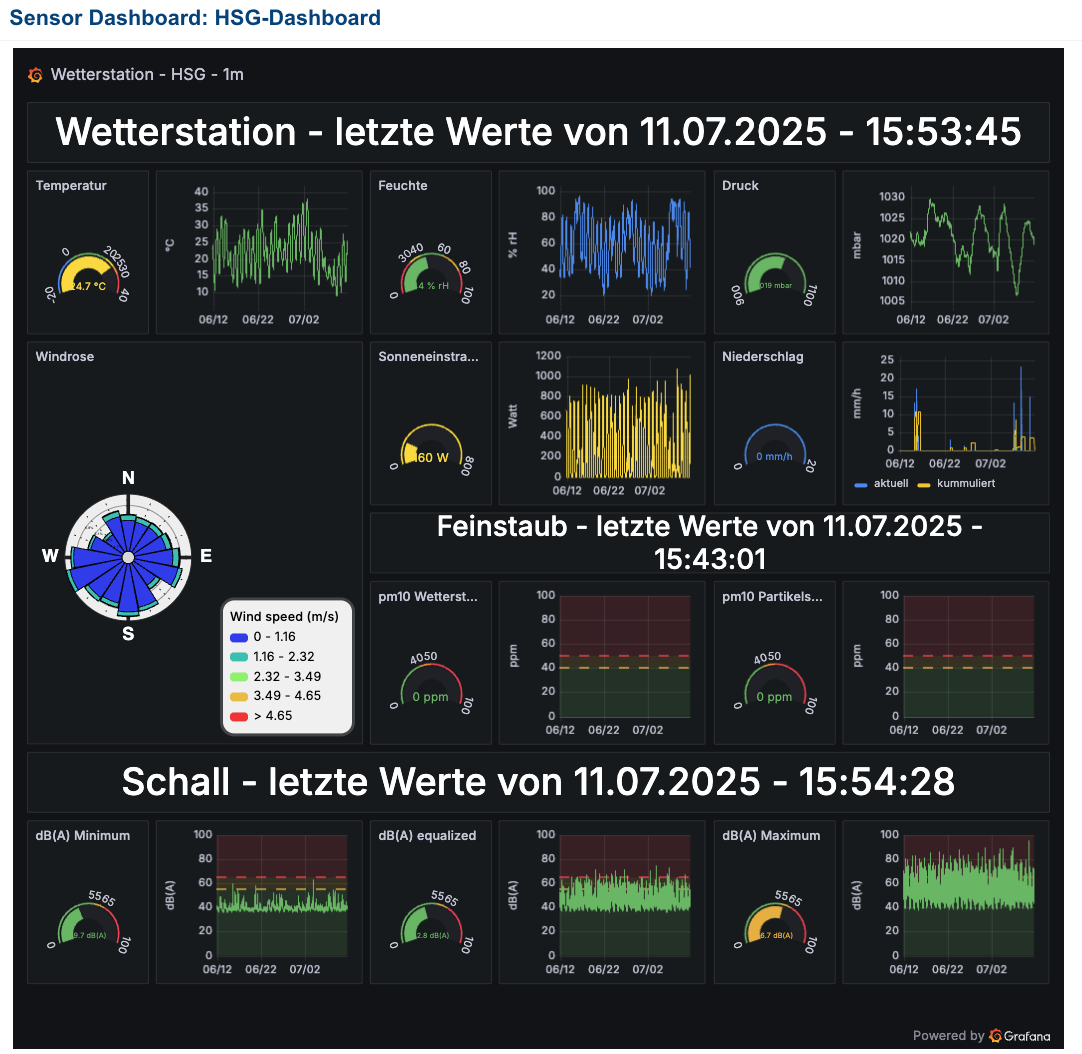 Sensor Dashboard: HSG-Dashboard
Wetterstation - HSG - 1m
Wetterstation - letzte Werte von 11.07.2025 - 15:53:45
Temperatur
0
20
25
30
-20
40
24.7 °C
°C
40
35
30
25
20
15
10
06/12 06/22 07/02
Feuchte
0
30
40
60
80
100
4 % rH
% rH
100
80
60
40
20
06/12 06/22 07/02
Druck
900
1100
019 mbar
mbar
1030
1025
1020
1015
1010
1005
06/12 06/22 07/02
Windrose
N
W
E
S
Wind speed (m/s)
0 - 1.16
1.16 - 2.32
2.32 - 3.49
3.49 - 4.65
> 4.65
Sonneneinstra...
0
800
160 W
Watt
1200
1000
800
600
400
200
0
06/12 06/22 07/02
Niederschlag
0
20
0 mm/h
mm/h
25
20
15
10
5
0
06/12 06/22 07/02
aktuell kummuliert
Feinstaub - letzte Werte von 11.07.2025 -
15:43:01
pm10 Wetterst...
0
40
50
100
0 ppm
ppm
100
80
60
40
20
0
06/12 06/22 07/02
pm10 Partikels...
0
40
50
100
0 ppm
ppm
100
80
60
40
20
0
06/12 06/22 07/02
Schall - letzte Werte von 11.07.2025 - 15:54:28
dB(A) Minimum
0
55
65
100
9.7 dB(A)
dB(A)
100
80
60
40
20
0
06/12 06/22 07/02
dB(A) equalized
0
55
65
100
2.8 dB(A)
dB(A)
100
80
60
40
20
0
06/12 06/22 07/02
dB(A) Maximum
0
55
65
100
6.7 dB(A)
dB(A)
100
80
60
40
20
0
06/12 06/22 07/02
Powered by Grafana